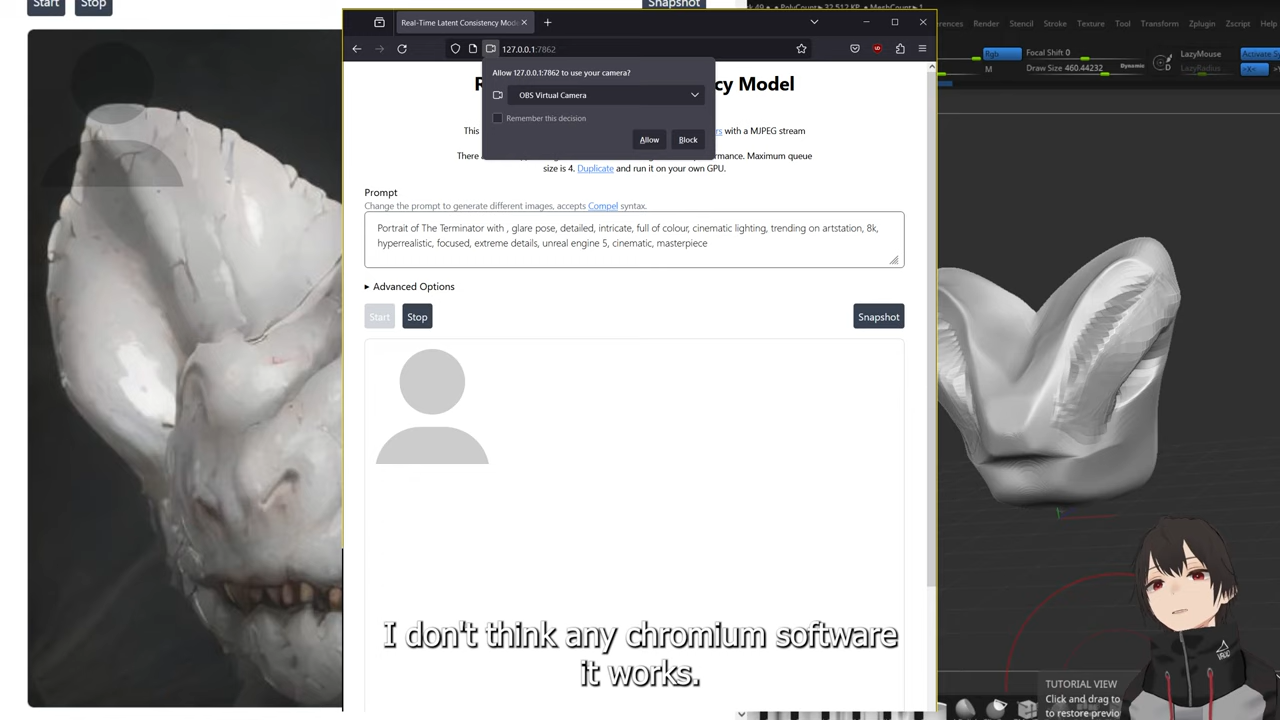 Start
Stop
Snapshot
Real-Time Latent Consistency Mode
127.0.0.1:7862
Allow 127.0.0.1:7862 to use your camera?
OBS Virtual Camera
Remember this decision
Allow
Block
cy Model
This
rs with a MJPEG stream
There a
rmance. Maximum queue
size is 4. Duplicate and run it on your own GPU.
Prompt
Change the prompt to generate different images, accepts Compel syntax.
Portrait of The Terminator with , glare pose, detailed, intricate, full of colour, cinematic lighting, trending on artstation, 8k,
hyperrealistic, focused, extreme details, unreal engine 5, cinematic, masterpiece
Advanced Options
Start
Stop
Snapshot
I don't think any chromium software
it works.
ferences Render Stencil Stroke Texture Tool Transform Zplugin Zscript Help
Rgb
M
Focal Shift 0
Draw Size 460.44232
Dynamic
D
LazyMouse
LazyRadius
Activate Sy
>X<
TUTORIAL VIEW
Click and drag to
to restore previo